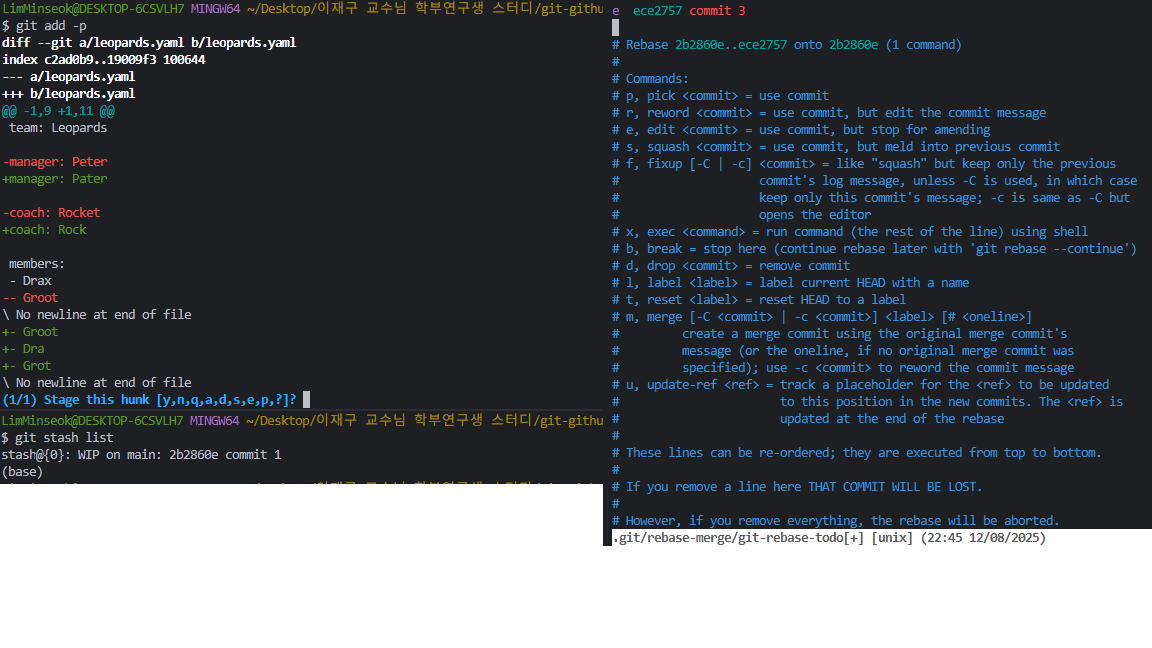 LimMinseok@DESKTOP-6CSVLH7 MINGW64 ~/Desktop/이재구 교수님 학부연구생 스터디/git-githu
$ git add -p
diff --git a/leopards.yaml b/leopards.yaml
index c2ad0b9..19009f3 100644
--- a/leopards.yaml
+++ b/leopards.yaml
@@ -1,9 +1,11 @@
 team: Leopards

-manager: Peter
+manager: Pater

-coach: Rocket
+coach: Rock

 members:
 - Drax
-- Groot
\ No newline at end of file
+- Groot
+- Dra
+- Grot
\ No newline at end of file
(1/1) Stage this hunk [y,n,q,a,d,s,e,p,?]?
LimMinseok@DESKTOP-6CSVLH7 MINGW64 ~/Desktop/이재구 교수님 학부연구생 스터디/git-githu
$ git stash list
stash@{0}: WIP on main: 2b2860e commit 1
(base)
e  ece2757 commit 3

# Rebase 2b2860e..ece2757 onto 2b2860e (1 command)
#
# Commands:
# p, pick <commit> = use commit
# r, reword <commit> = use commit, but edit the commit message
# e, edit <commit> = use commit, but stop for amending
# s, squash <commit> = use commit, but meld into previous commit
# f, fixup [-C | -c] <commit> = like "squash" but keep only the previous
#                    commit's log message, unless -C is used, in which case
#                    keep only this commit's message; -c is same as -C but
#                    opens the editor
# x, exec <command> = run command (the rest of the line) using shell
# b, break = stop here (continue rebase later with 'git rebase --continue')
# d, drop <commit> = remove commit
# l, label <label> = label current HEAD with a name
# t, reset <label> = reset HEAD to a label
# m, merge [-C <commit> | -c <commit>] <label> [# <oneline>]
#         create a merge commit using the original merge commit's
#         message (or the oneline, if no original merge commit was
#         specified); use -c <commit> to reword the commit message
# u, update-ref <ref> = track a placeholder for the <ref> to be updated
#                       to this position in the new commits. The <ref> is
#                       updated at the end of the rebase
#
# These lines can be re-ordered; they are executed from top to bottom.
#
# If you remove a line here THAT COMMIT WILL BE LOST.
#
# However, if you remove everything, the rebase will be aborted.
.git/rebase-merge/git-rebase-todo[+] [unix] (22:45 12/08/2025)